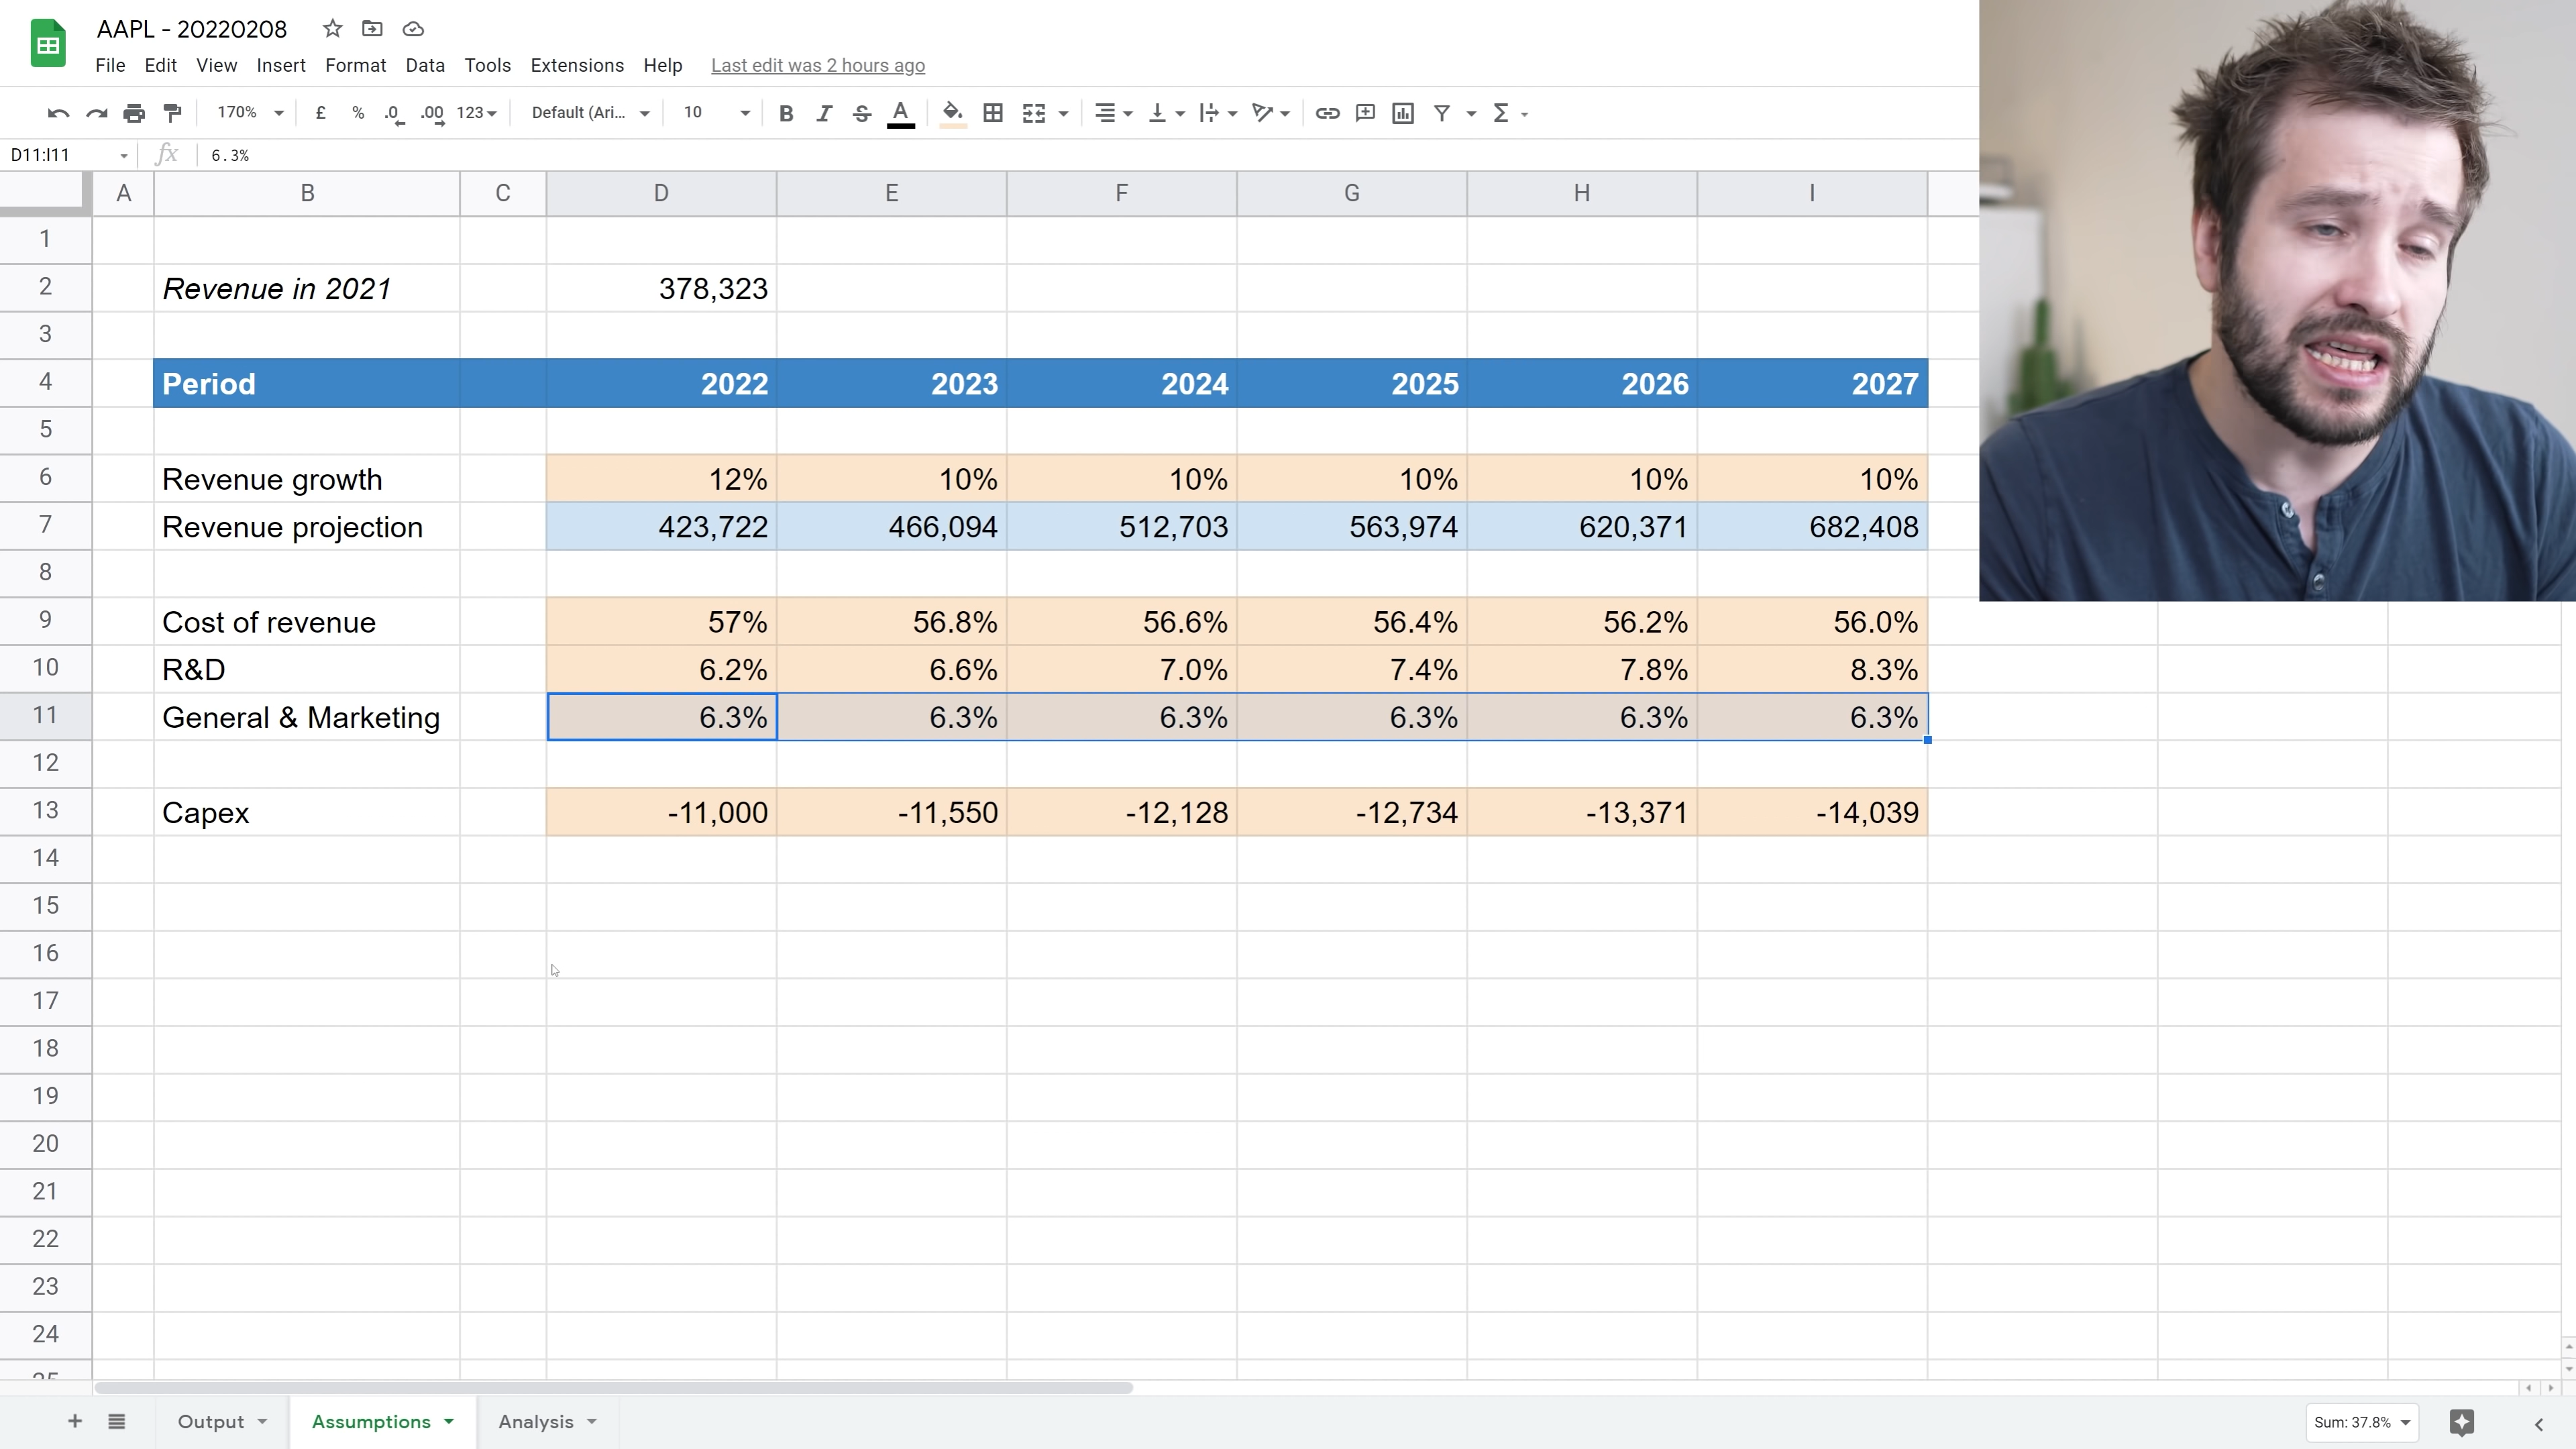 AAPL - 20220208
File Edit View Insert Format Data Tools Extensions Help Last edit was 2 hours ago
170% £ % .0 .00 123 Default (Ari... 10 B I S A Σ
D11:I11 fx 6.3%
A B C D E F G H I
1
2 Revenue in 2021 378,323
3
4 Period 2022 2023 2024 2025 2026 2027
5
6 Revenue growth 12% 10% 10% 10% 10% 10%
7 Revenue projection 423,722 466,094 512,703 563,974 620,371 682,408
8
9 Cost of revenue 57% 56.8% 56.6% 56.4% 56.2% 56.0%
10 R&D 6.2% 6.6% 7.0% 7.4% 7.8% 8.3%
11 General & Marketing 6.3% 6.3% 6.3% 6.3% 6.3% 6.3%
12
13 Capex -11,000 -11,550 -12,128 -12,734 -13,371 -14,039
14
15
16
17
18
19
20
21
22
23
24
25
+ Output Assumptions Analysis Sum: 37.8%